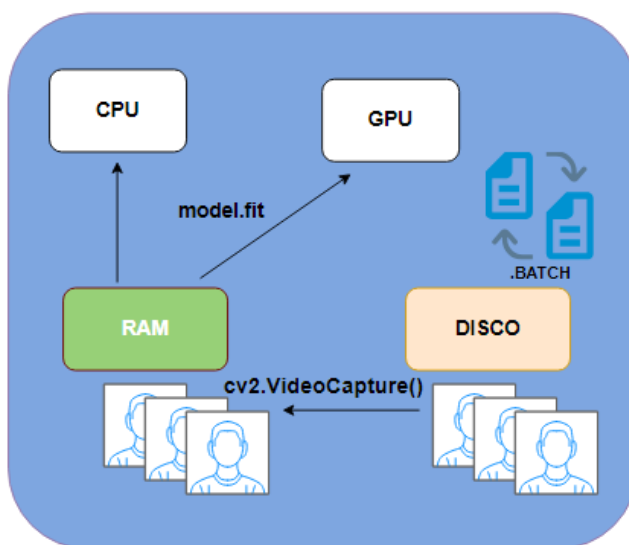 CPU
GPU
model.fit
.BATCH
RAM
DISCO
cv2.VideoCapture()